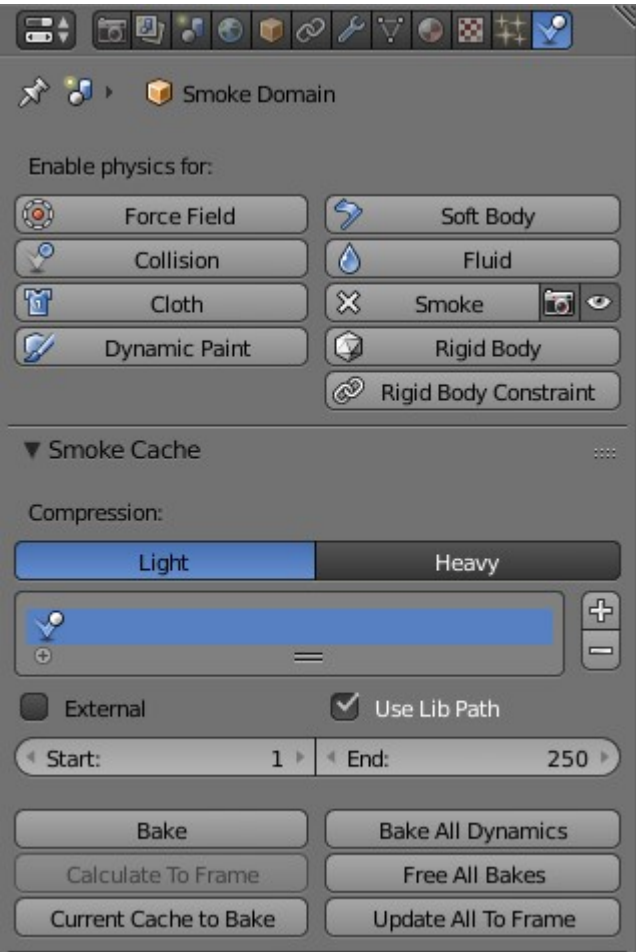 Smoke Domain
Enable physics for:
Force Field Soft Body
Collision Fluid
Cloth Smoke
Dynamic Paint Rigid Body
Rigid Body Constraint
Smoke Cache
Compression:
Light Heavy
External Use Lib Path
Start: 1 End: 250
Bake Bake All Dynamics
Calculate To Frame Free All Bakes
Current Cache to Bake Update All To Frame